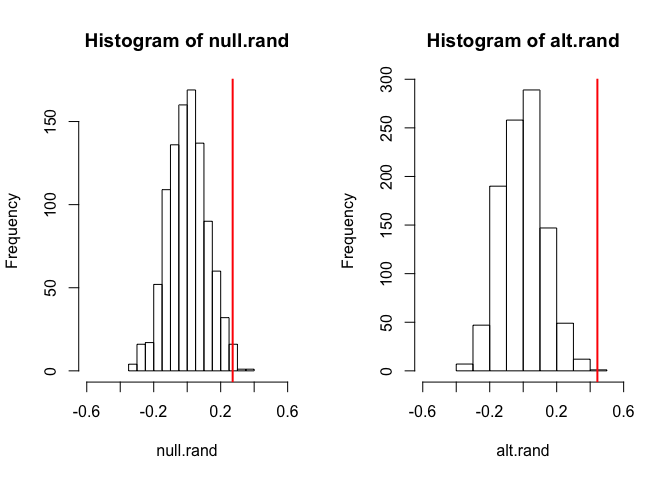 Histogram of null.rand
Frequency
0
50
100
150
-0.6 -0.2 0.2 0.6
null.rand
Histogram of alt.rand
Frequency
0
50
100
150
200
250
300
-0.6 -0.2 0.2 0.6
alt.rand